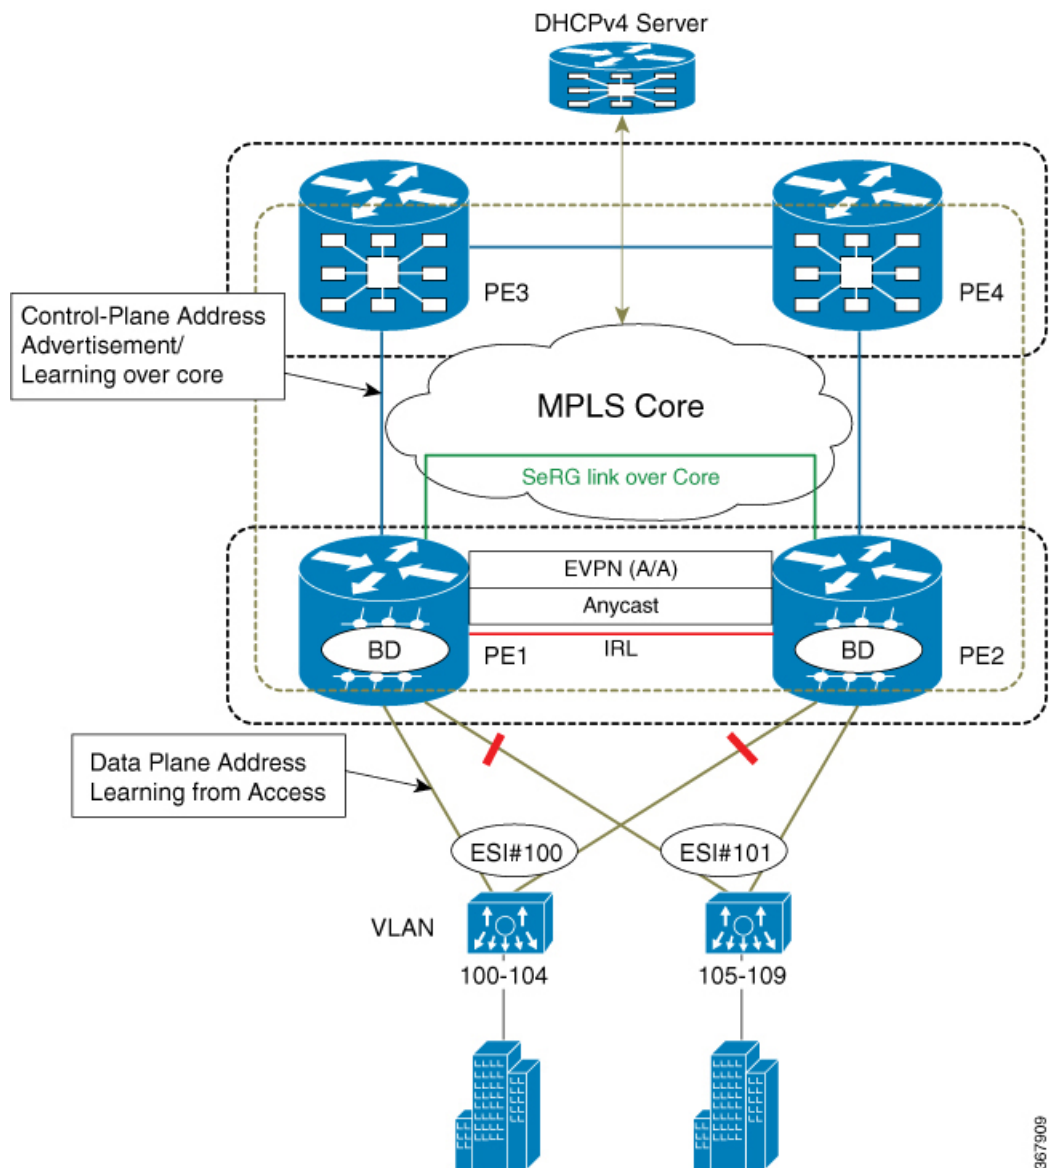 DHCPv4 Server
PE3
PE4
Control-Plane Address
Advertisement/
Learning over core
MPLS Core
SeRG link over Core
EVPN (A/A)
Anycast
IRL
BD
PE1
BD
PE2
Data Plane Address
Learning from Access
ESI#100
ESI#101
VLAN
100-104
105-109
367909